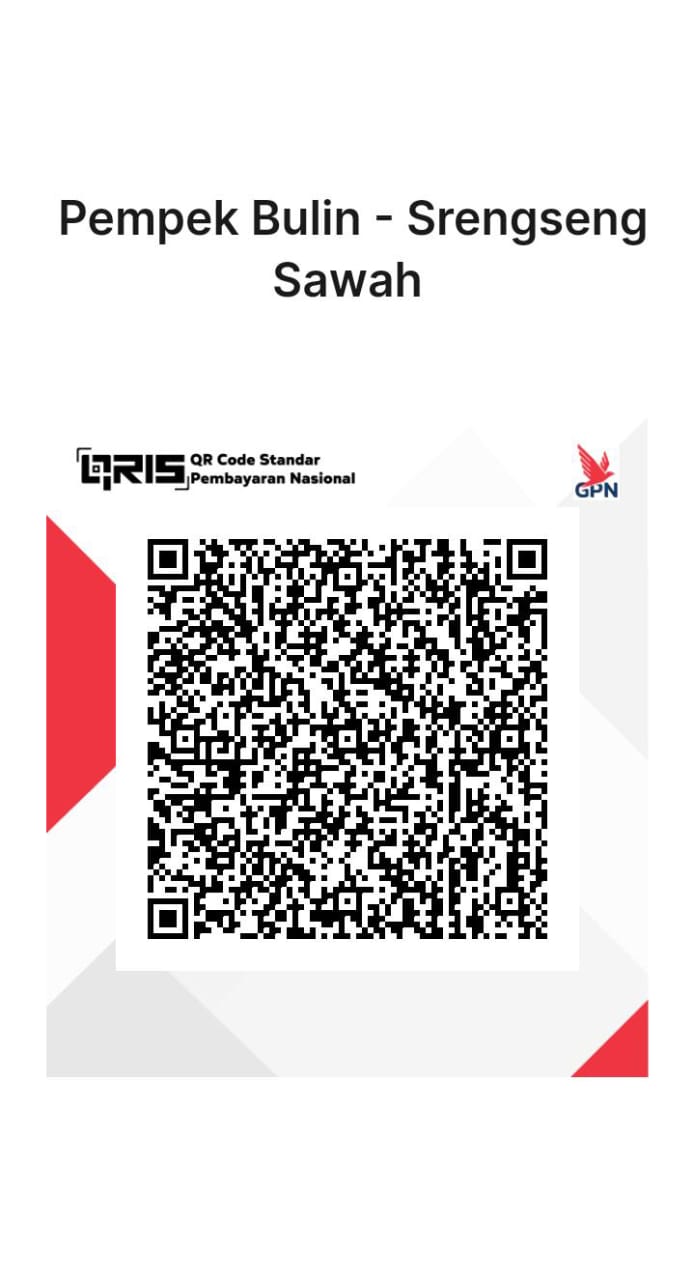 Pempek Bulin - Srengseng
Sawah
QRIS QR Code Standar
Pembayaran Nasional
GPN